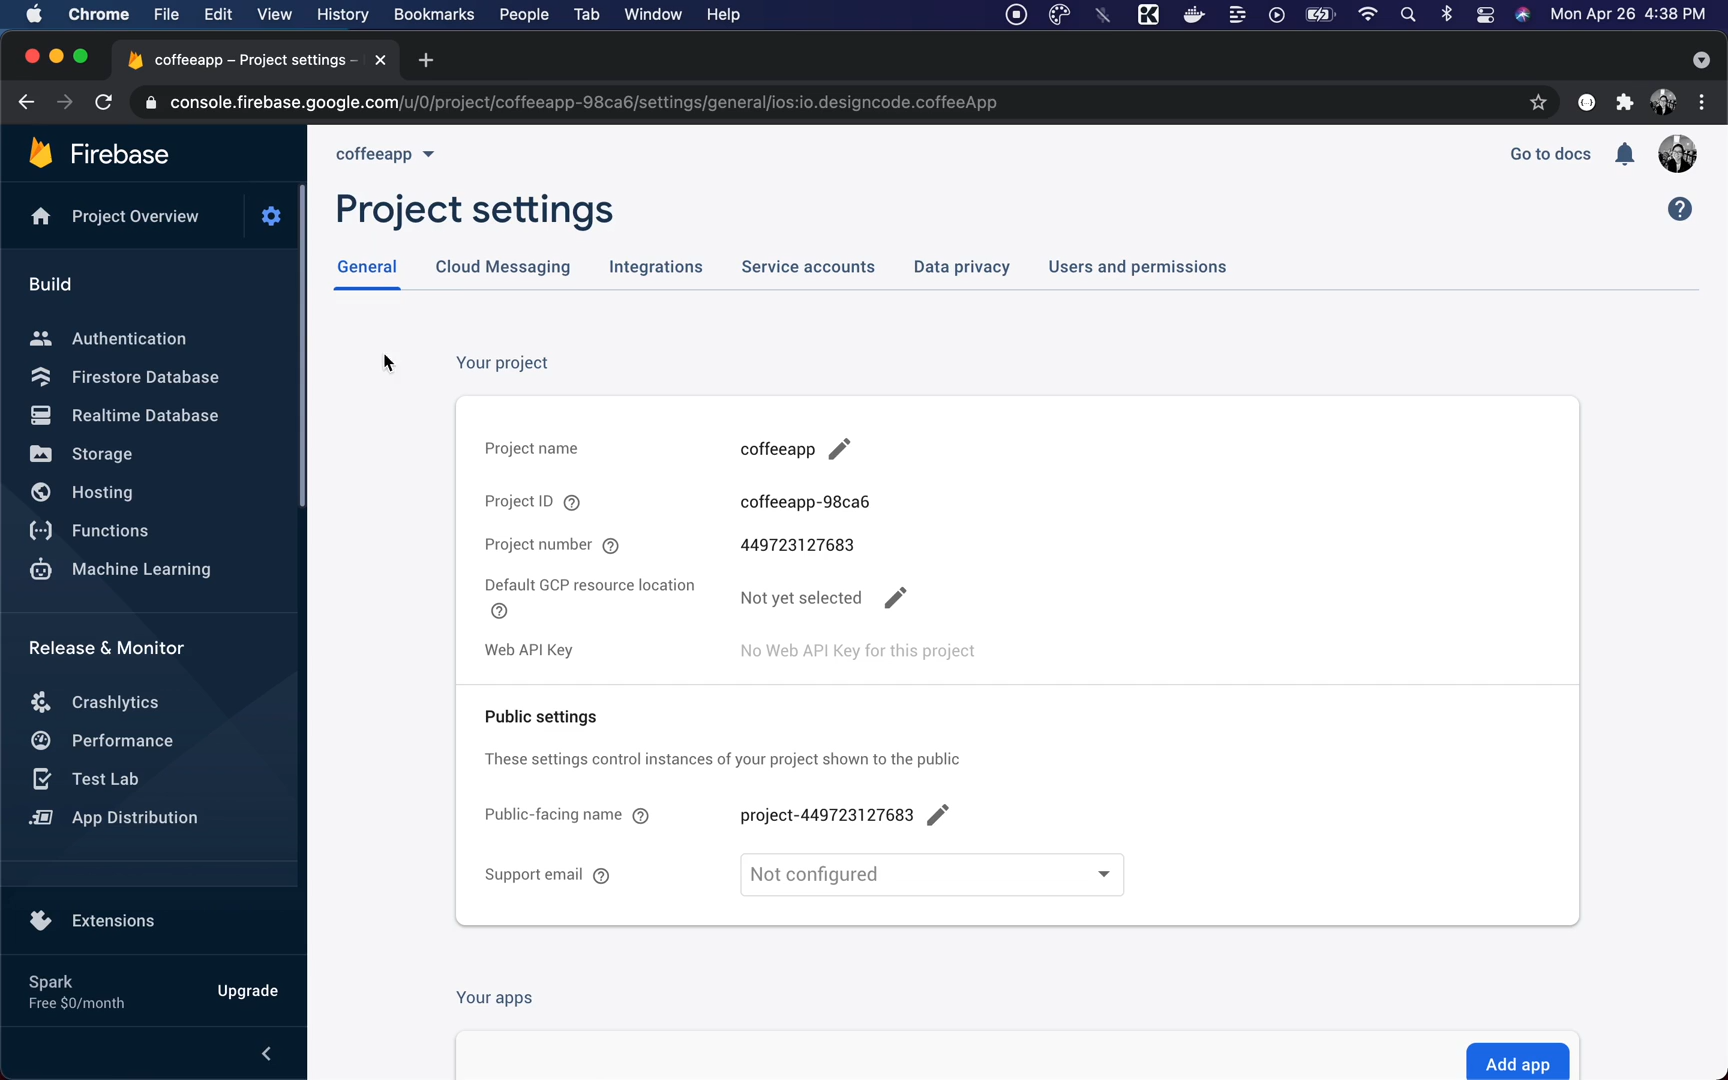 Chrome File Edit View History Bookmarks People Tab Window Help Mon Apr 26 4:38 PM
coffeeapp – Project settings –
console.firebase.google.com/u/0/project/coffeeapp-98ca6/settings/general/ios:io.designcode.coffeeApp
Firebase
Project Overview
Build
Authentication
Firestore Database
Realtime Database
Storage
Hosting
Functions
Machine Learning
Release & Monitor
Crashlytics
Performance
Test Lab
App Distribution
Extensions
Spark
Free $0/month
Upgrade
coffeeapp
Go to docs
Project settings
General Cloud Messaging Integrations Service accounts Data privacy Users and permissions
Your project
Project name coffeeapp
Project ID coffeeapp-98ca6
Project number 449723127683
Default GCP resource location Not yet selected
Web API Key No Web API Key for this project
Public settings
These settings control instances of your project shown to the public
Public-facing name project-449723127683
Support email Not configured
Your apps
Add app